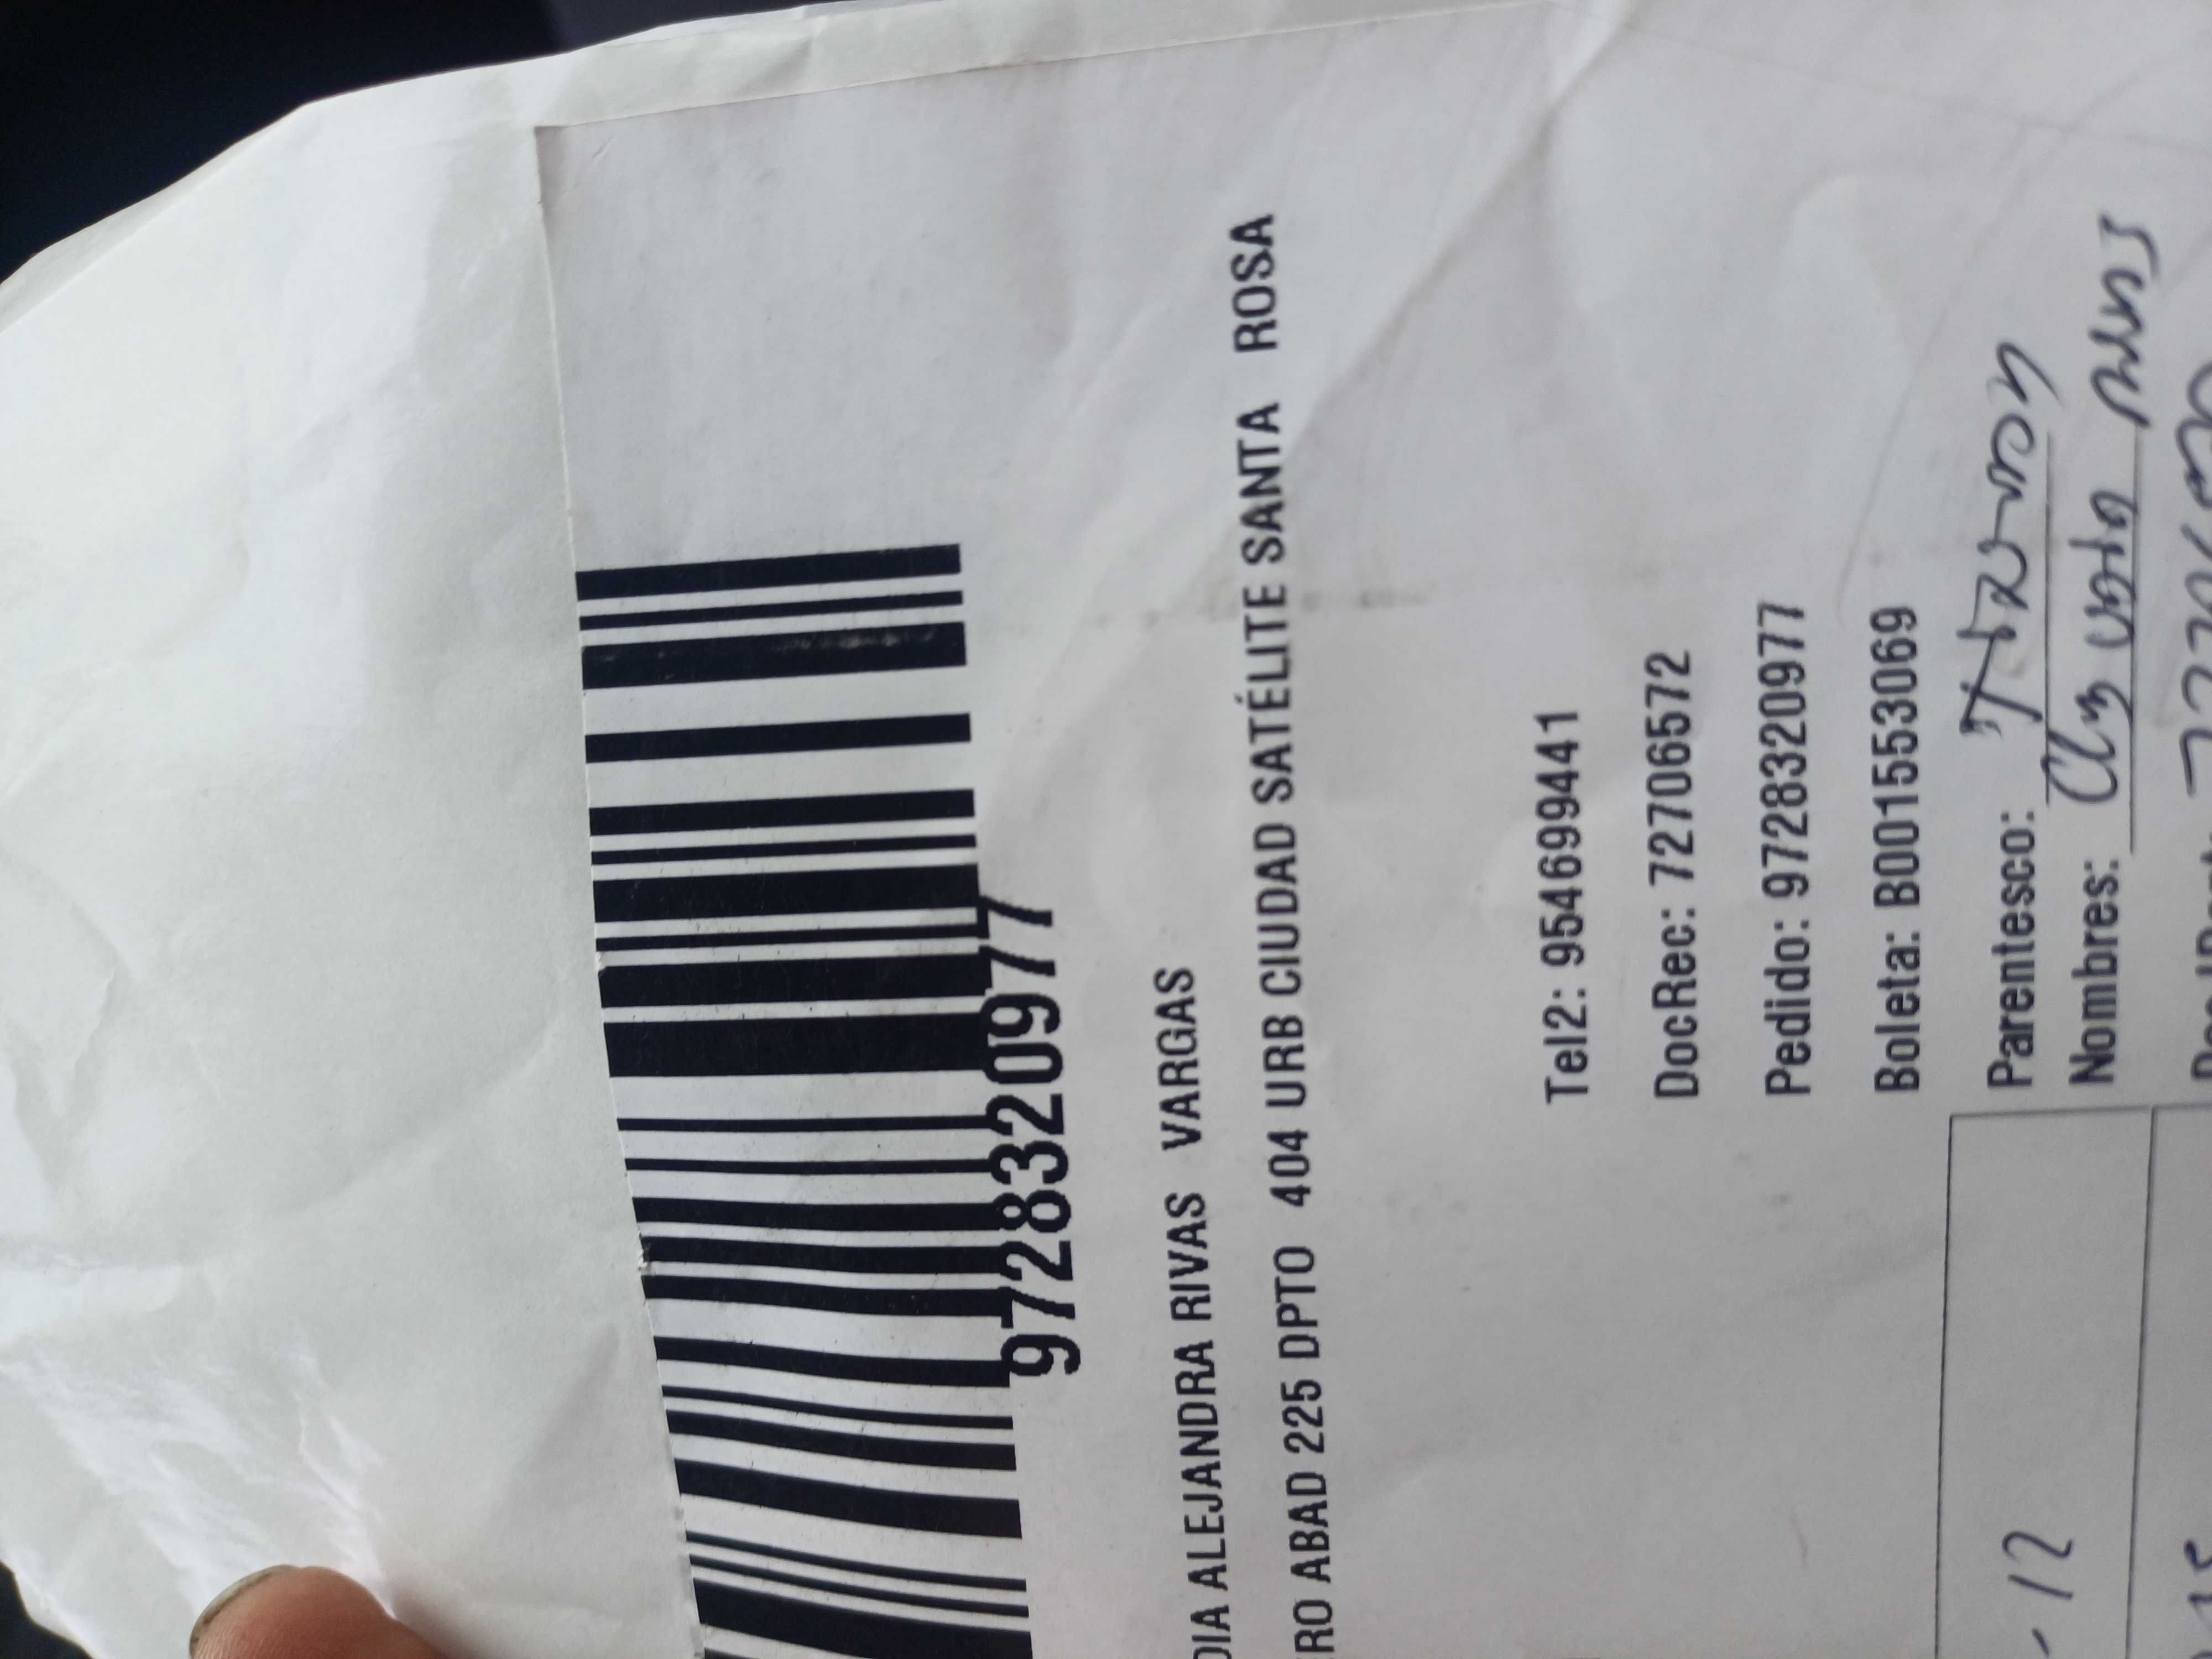 9728320977
DIA ALEJANDRA RIVAS VARGAS
RO ABAD 225 DPTO 404 URB CIUDAD SATÉLITE SANTA ROSA
Tel2: 954699441
DocRec: 72706572
Pedido: 9728320977
Boleta: B001553069
Parentesco:
Nombres:
12